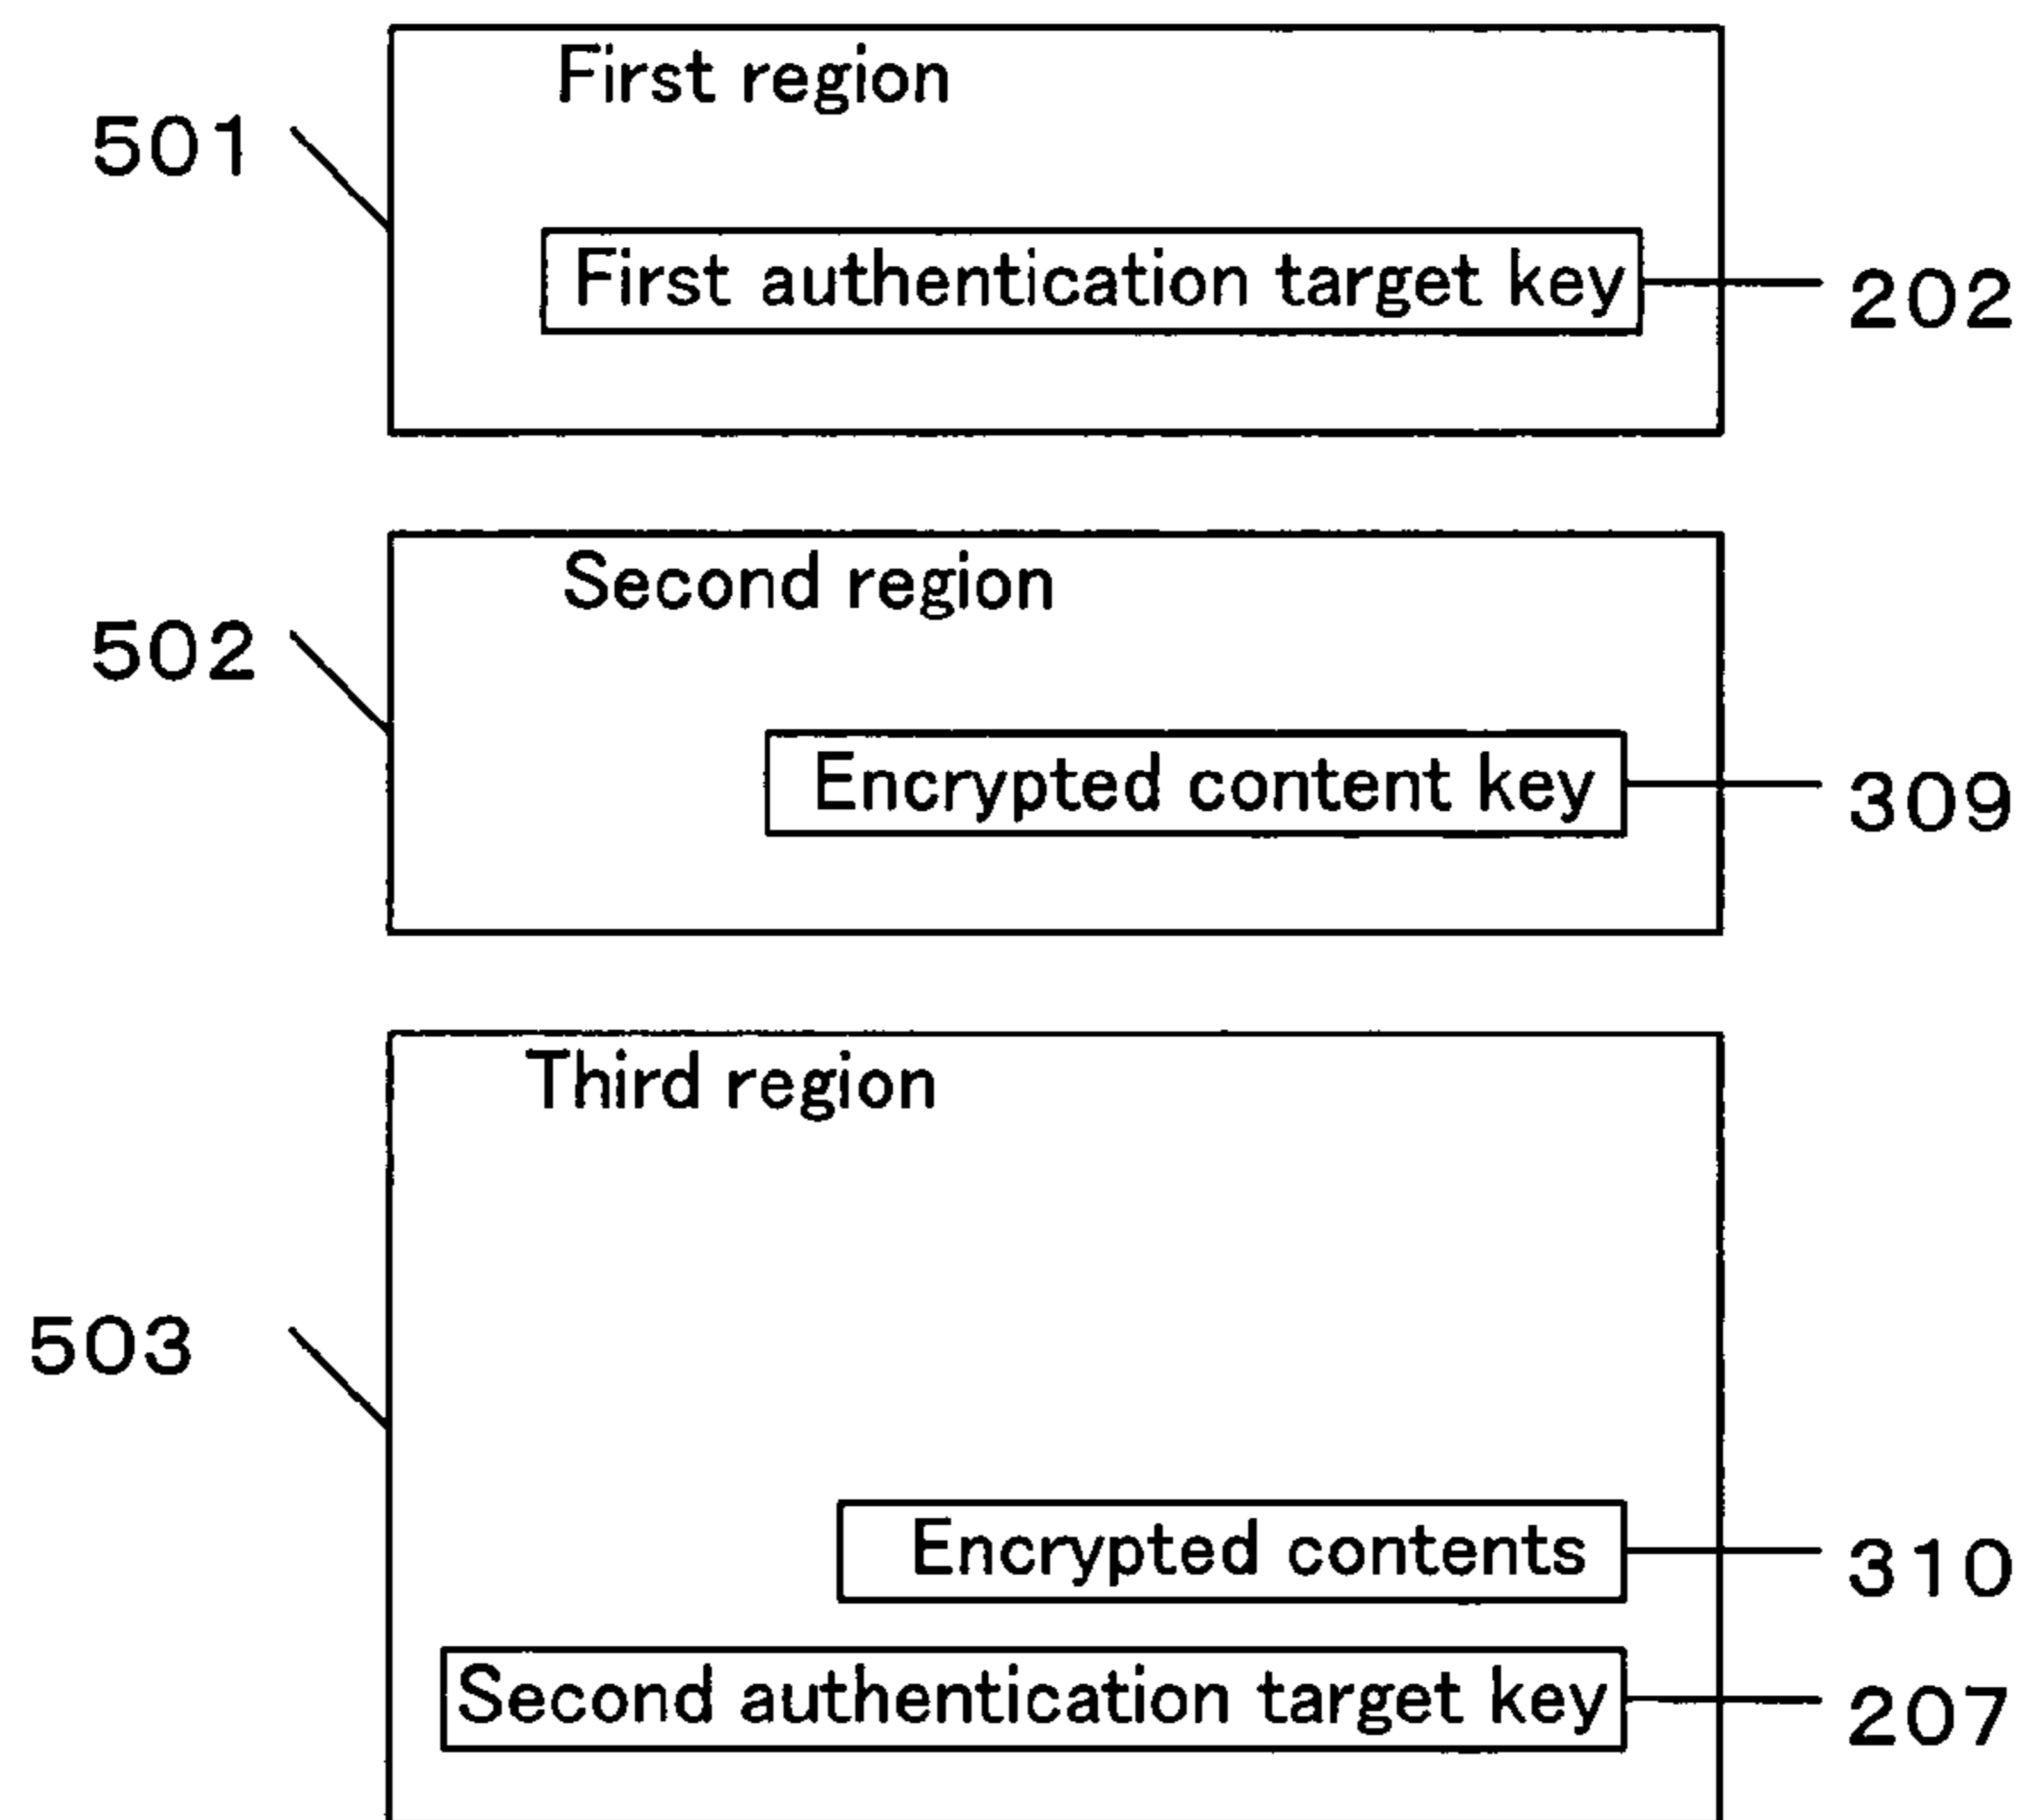 First region
501
First authentication target key
202
Second region
502
Encrypted content key
309
Third region
503
Encrypted contents
310
Second authentication target key
207